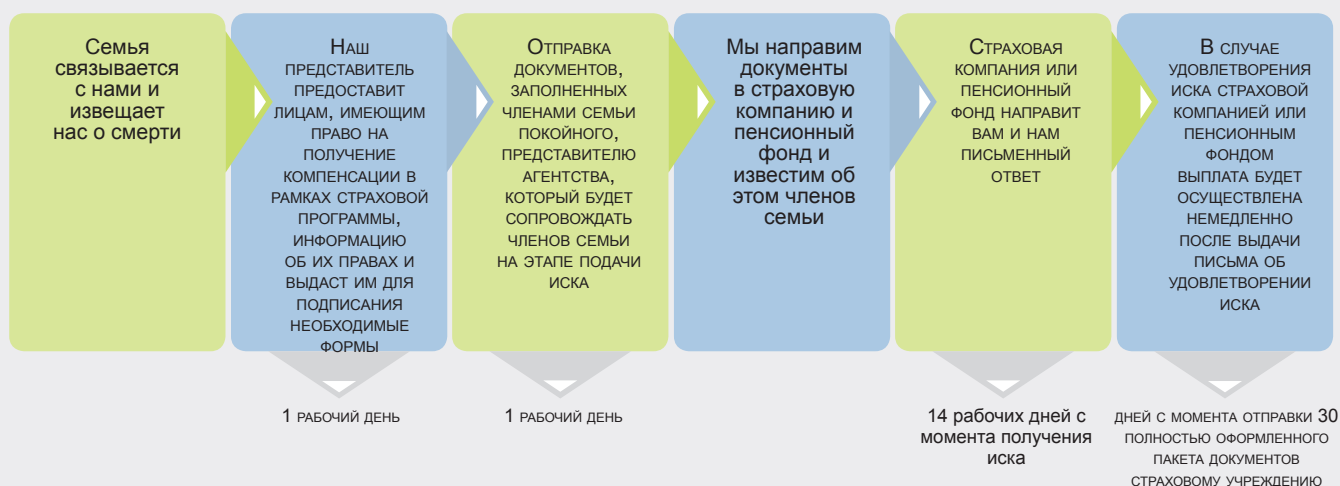 Семья
связывается
с нами и
извещает
нас о смерти
Наш
представитель
предоставит
лицам, имеющим
право на
получение
компенсации в
рамках страховой
программы,
информацию
об их правах и
выдаст им для
подписания
необходимые
формы
Отправка
документов,
заполненных
членами семьи
покойного,
представителю
агентства,
который будет
сопровождать
членов семьи
на этапе подачи
иска
Мы направим
документы
в страховую
компанию и
пенсионный
фонд и
известим об
этом членов
семьи
Страховая
компания или
пенсионный
фонд направит
вам и нам
письменный
ответ
В случае
удовлетворения
иска страховой
компанией или
пенсионным
фондом
выплата будет
осуществлена
немедленно
после выдачи
письма об
удовлетворении
иска
1 рабочий день
1 рабочий день
14 рабочих дней с
момента получения
иска
дней с момента отправки 30
полностью оформленного
пакета документов
страховому учреждению